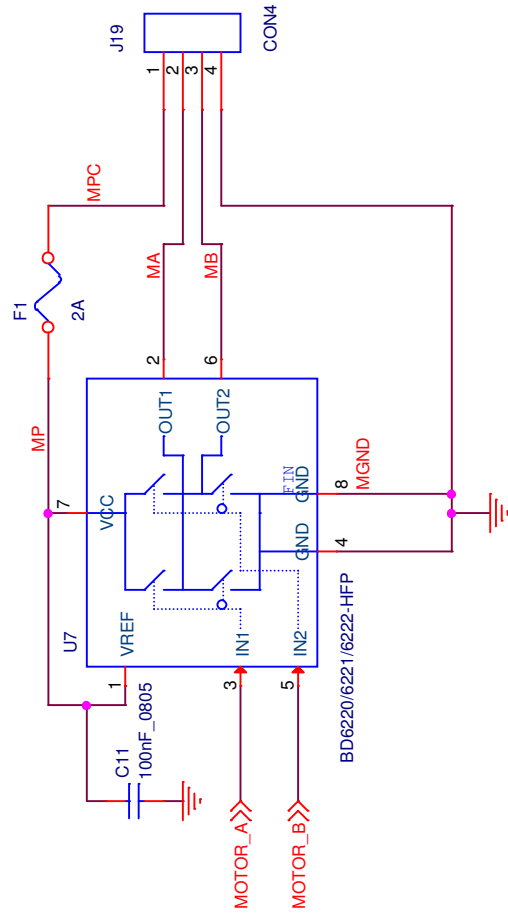 J19
1
2
3
4
CON4
MPC
F1
2A
MA
MB
MP
7
2
6
OUT1
OUT2
VCC
FIN
GND
8
MGND
GND
4
U7
VREF
1
IN1
3
IN2
5
BD6220/6221/6222-HFP
C11
100nF_0805
MOTOR_A
MOTOR_B